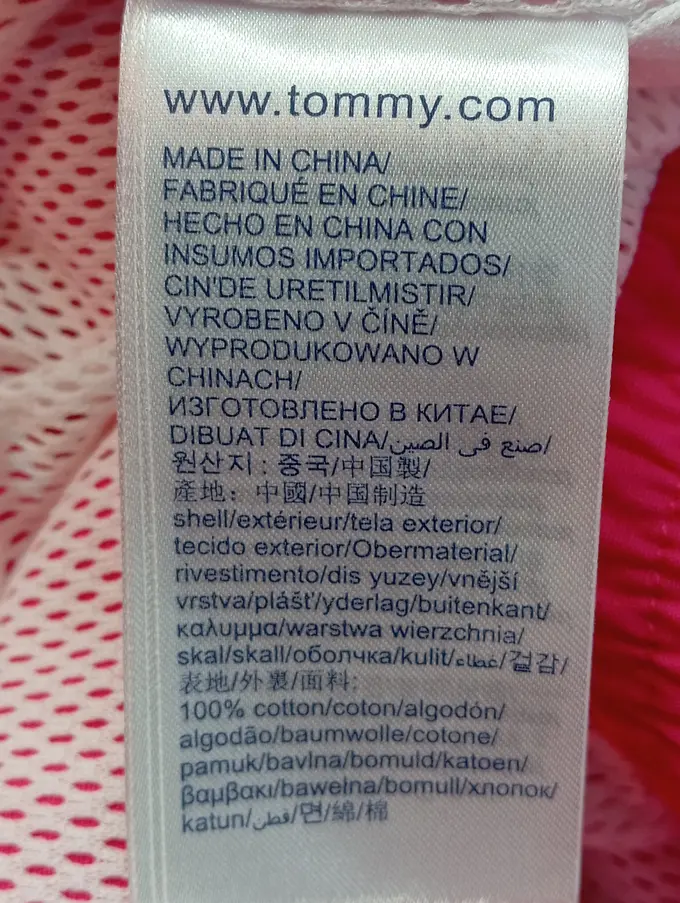 www.tommy.com
MADE IN CHINA/
FABRIQUÉ EN CHINE/
HECHO EN CHINA CON
INSUMOS IMPORTADOS/
CIN'DE URETILMISTIR/
VYROBENO V ČÍNĚ/
WYPRODUKOWANO W
CHINACH/
ИЗГОТОВЛЕНО В КИТАЕ/
DIBUAT DI CINA/صنع في الصين/
원산지 : 중국/中国製/
產地：中國/中国制造
shell/extérieur/tela exterior/
tecido exterior/Obermaterial/
rivestimento/dis yuzey/vnější
vrstva/plášť/yderlag/buitenkant/
καλυμμα/warstwa wierzchnia/
skal/skall/оболчка/kulit/غطاء/겉감/
表地/外裏/面料:
100% cotton/coton/algodón/
algodão/baumwolle/cotone/
pamuk/bavlna/bomuld/katoen/
βαμβακι/bawełna/bomull/хлопок/
katun/قطن/면/綿/棉